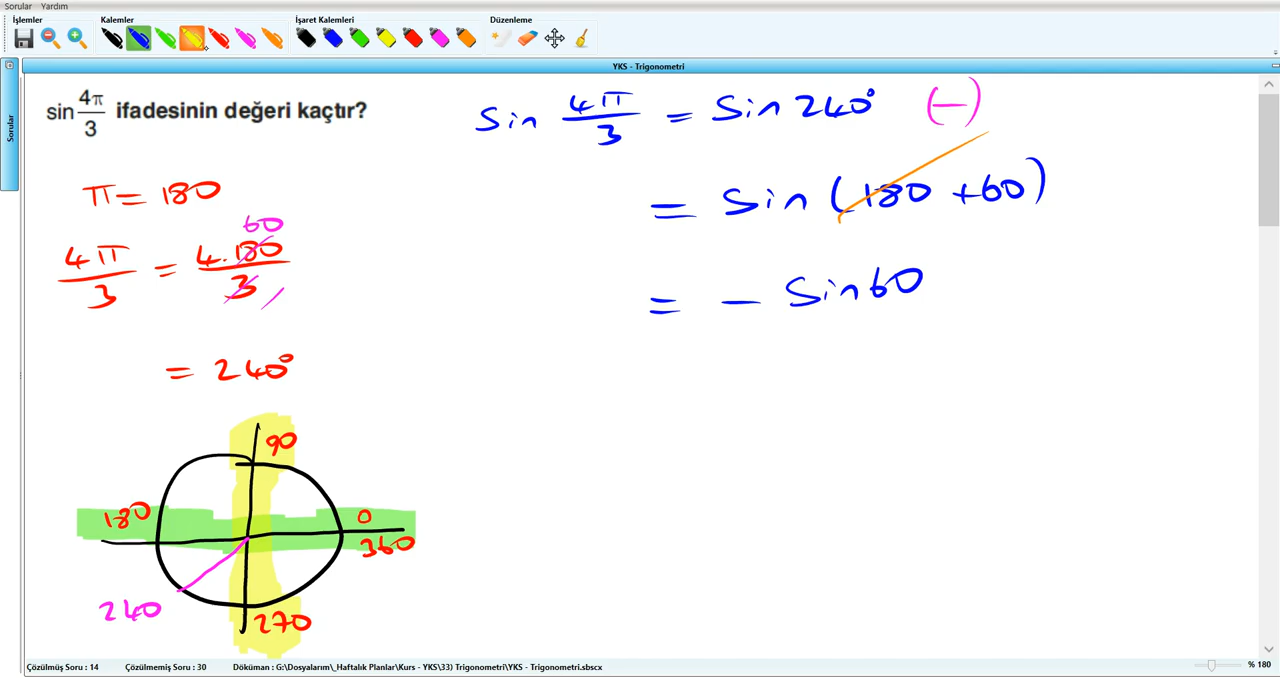 Sorular Yardım
İşlemler Kalemler İşaret Kalemleri Düzenleme
YKS - Trigonometri
Sorular
sin 4π/3 ifadesinin değeri kaçtır?
π = 180
60
4π/3 = 4.180/3
= 240°
90
180
0
360
240
270
sin 4π/3 = sin 240° (-)
= sin (180 + 60)
= - sin 60
Çözülmüş Soru : 14 Çözülmemiş Soru : 30 Döküman : G:\Dosyalarım\_Haftalık Planlar\Kurs - YKS\33) Trigonometri\YKS - Trigonometri.sbscx % 180